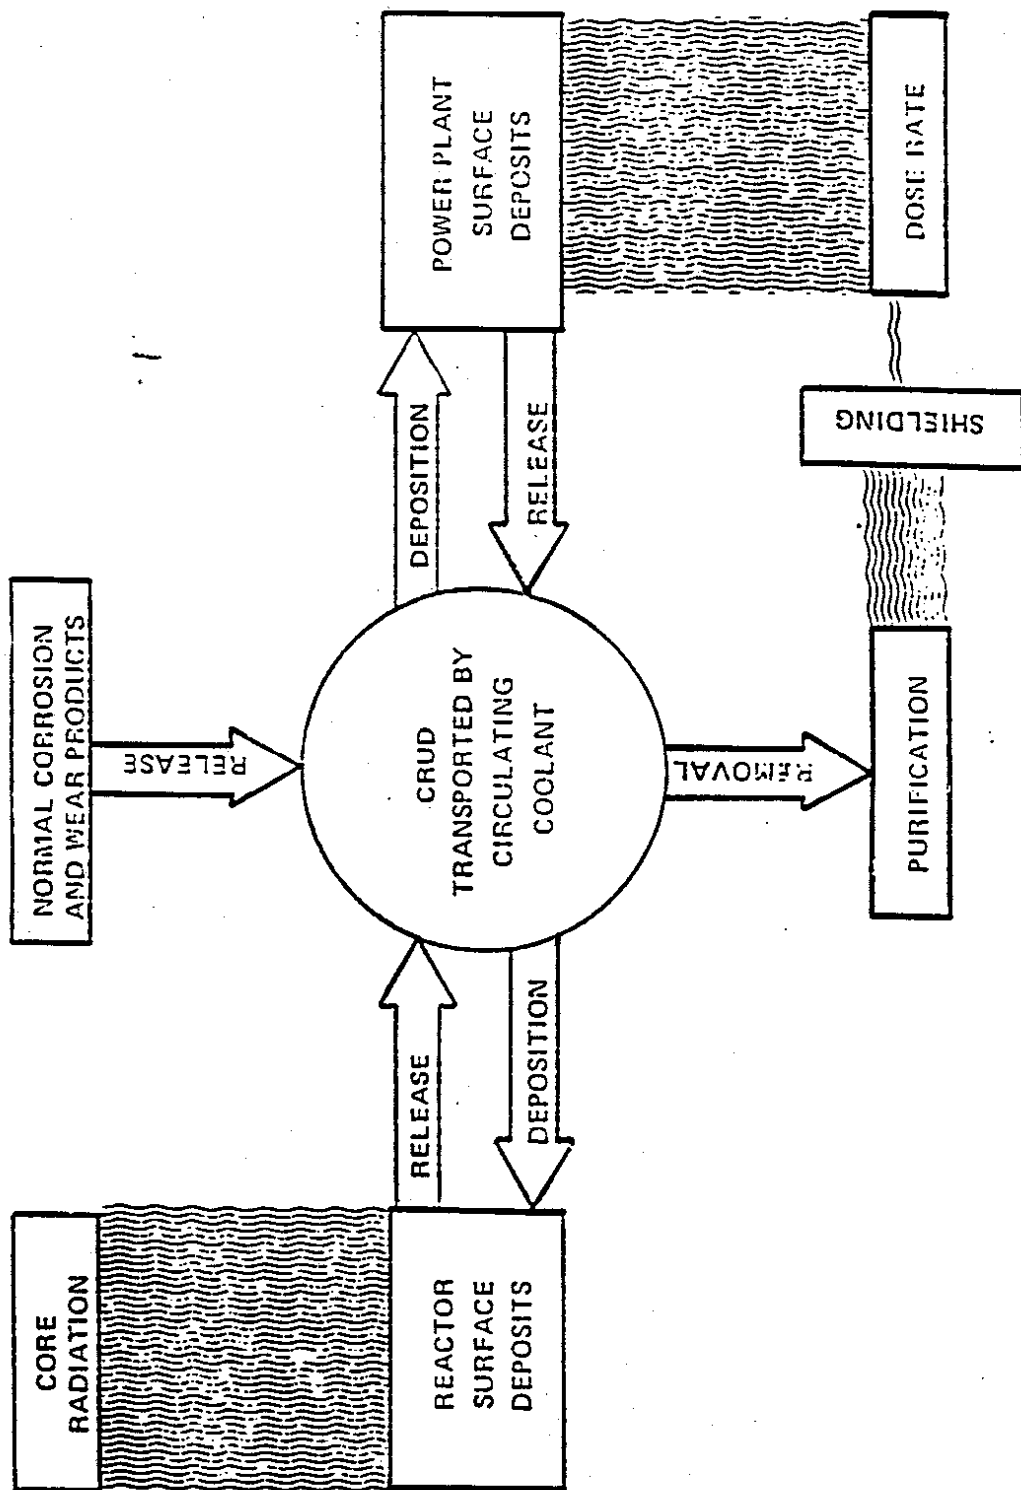 CORE
RADIATION
NORMAL CORROSION
AND WEAR PRODUCTS
RELEASE
REACTOR
SURFACE
DEPOSITS
RELEASE
DEPOSITION
CRUD
TRANSPORTED BY
CIRCULATING
COOLANT
DEPOSITION
RELEASE
POWER PLANT
SURFACE
DEPOSITS
REMOVAL
PURIFICATION
SHIELDING
DOSE RATE